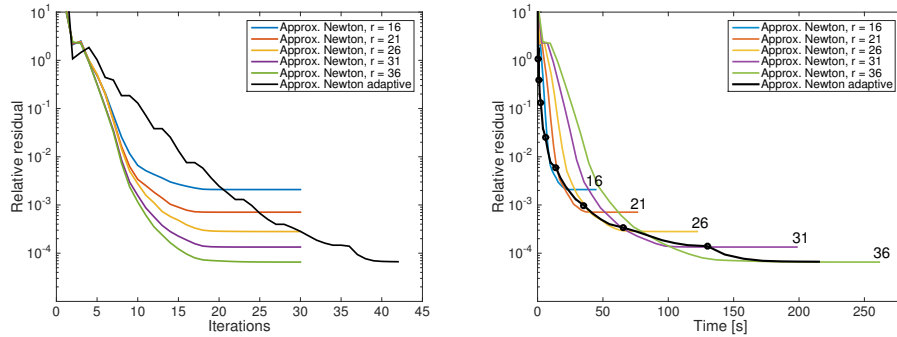 10^0
10^-1
10^-2
10^-3
10^-4
Relative residual
0 5 10 15 20 25 30 35 40 45
Iterations
Approx. Newton, r = 16
Approx. Newton, r = 21
Approx. Newton, r = 26
Approx. Newton, r = 31
Approx. Newton, r = 36
Approx. Newton adaptive
10^0
10^-1
10^-2
10^-3
10^-4
Relative residual
0 50 100 150 200 250
Time [s]
Approx. Newton, r = 16
Approx. Newton, r = 21
Approx. Newton, r = 26
Approx. Newton, r = 31
Approx. Newton, r = 36
Approx. Newton adaptive
16
21
26
31
36